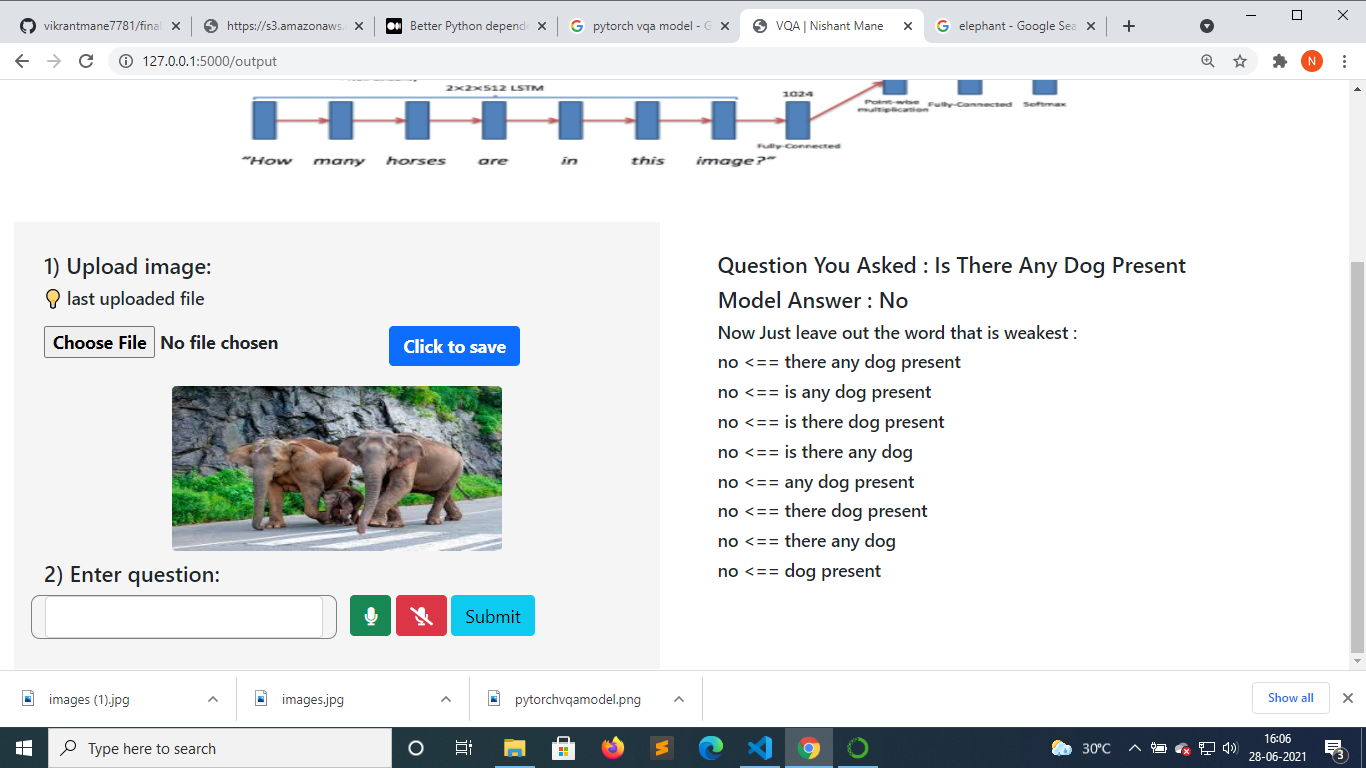 vikrantmane7781/final
https://s3.amazonaws.
Better Python depende
pytorch vqa model - G
VQA | Nishant Mane
elephant - Google Sea
127.0.0.1:5000/output
N
2×2×512 LSTM
1024
Point-wise
multiplication
Fully-Connected
Softmax
Fully-Connected
"How many horses are in this image?"
1) Upload image:
last uploaded file
Choose File No file chosen
Click to save
2) Enter question:
Submit
Question You Asked : Is There Any Dog Present
Model Answer : No
Now Just leave out the word that is weakest :
no <== there any dog present
no <== is any dog present
no <== is there dog present
no <== is there any dog
no <== any dog present
no <== there dog present
no <== there any dog
no <== dog present
images (1).jpg
images.jpg
pytorchvqamodel.png
Show all
Type here to search
30°C
16:06
28-06-2021
3